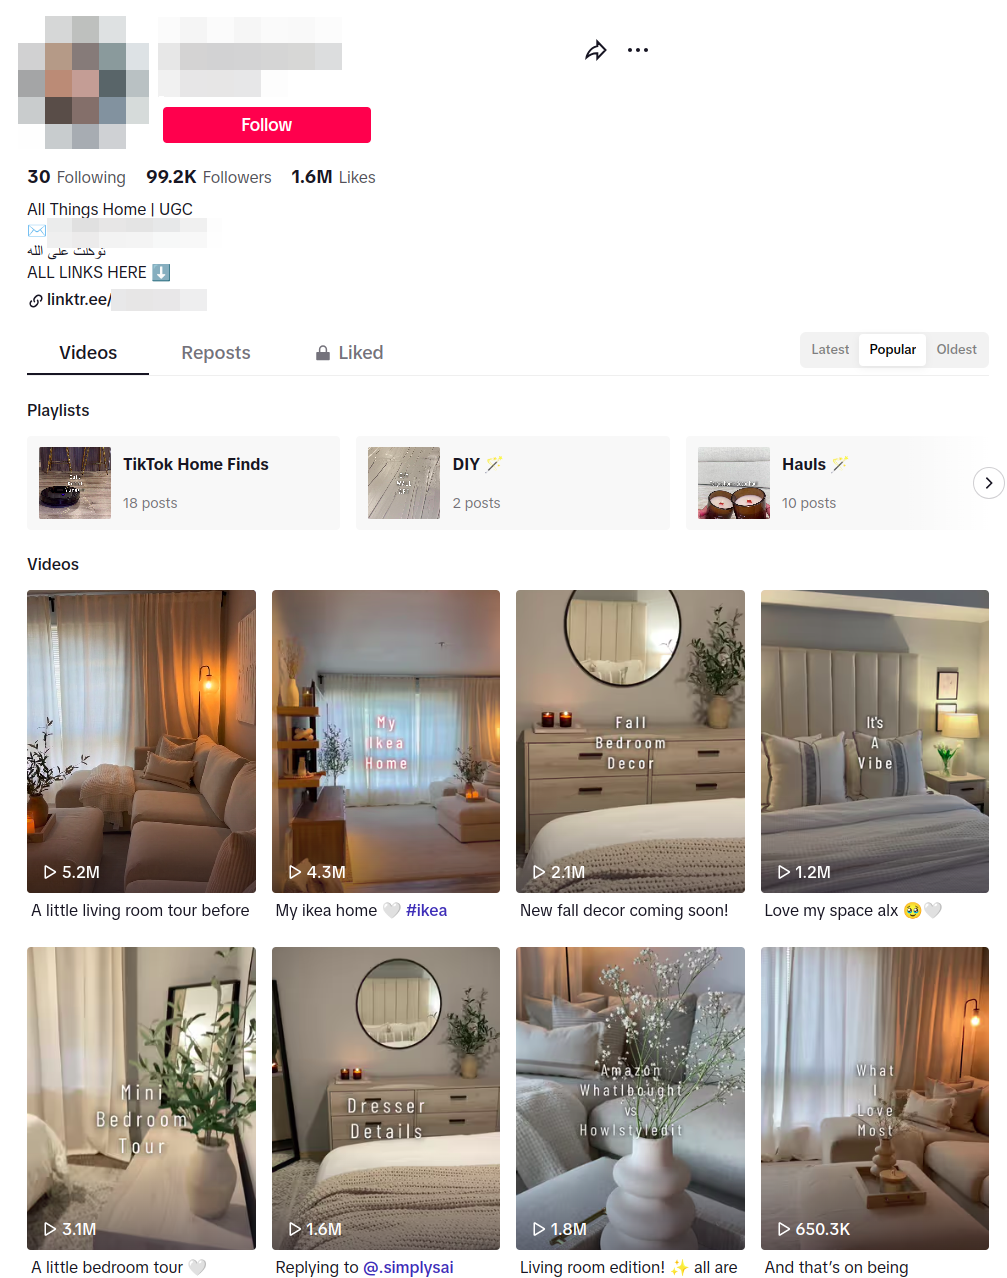 Follow
30 Following 99.2K Followers 1.6M Likes
All Things Home | UGC
توكلت على الله
ALL LINKS HERE ⬇️
linktr.ee/
Videos Reposts Liked
Latest Popular Oldest
Playlists
TikTok Home Finds
18 posts
DIY
2 posts
Hauls
10 posts
Videos
5.2M
A little living room tour before
My
Ikea
Home
4.3M
My ikea home 🤍 #ikea
Fall
Bedroom
Decor
2.1M
New fall decor coming soon!
It's
A
Vibe
1.2M
Love my space alx 🥹🤍
Mini
Bedroom
Tour
3.1M
A little bedroom tour 🤍
Dresser
Details
1.6M
Replying to @.simplysai
Amazon
WhatIbought
vs
HowIstyledit
1.8M
Living room edition! ✨ all are
What
I
Love
Most
650.3K
And that's on being